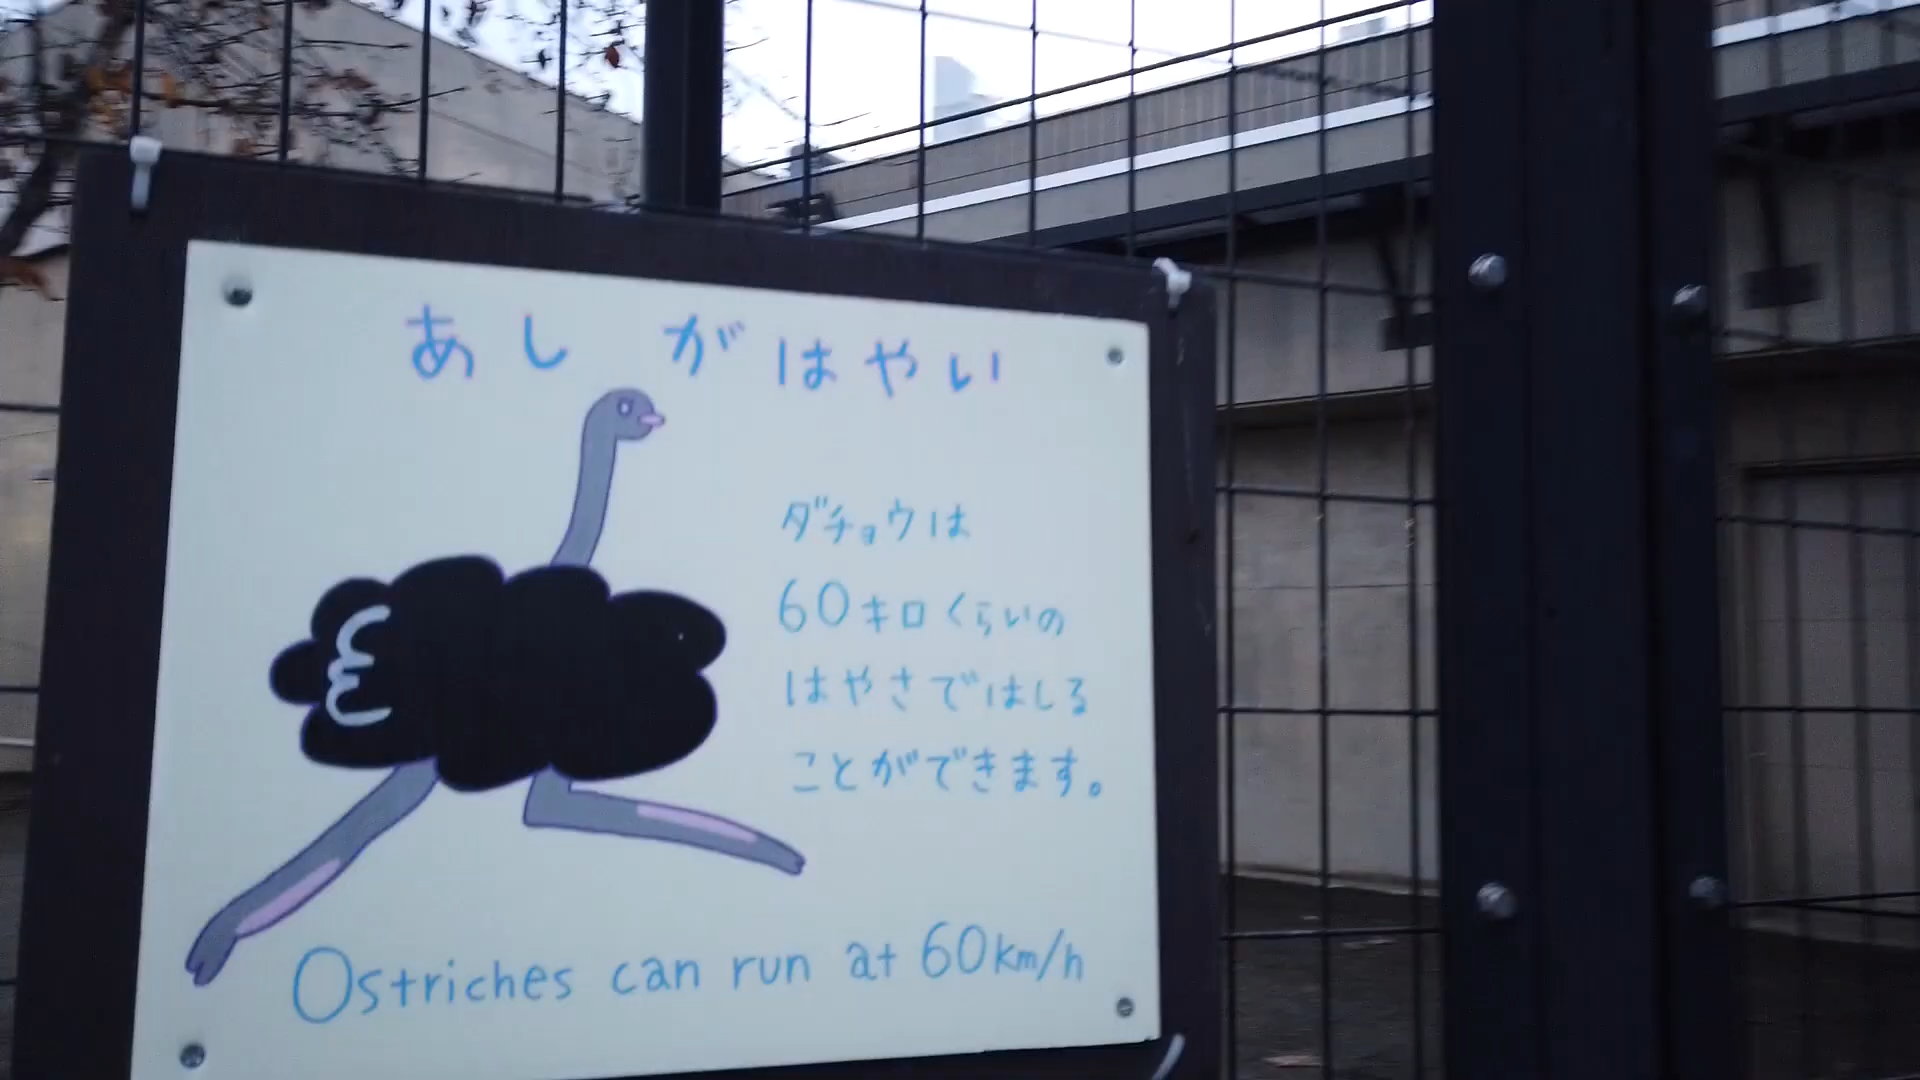 あしがはやい
ダチョウは
60キロくらいの
はやさではしる
ことができます。
Ostriches can run at 60km/h